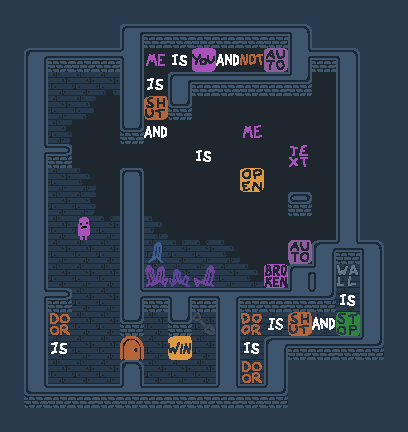 ME IS YOU AND NOT AUTO
IS
SHUT
AND ME
IS TEXT
OPEN
AUTO
BROKEN
WALL
IS
DOOR DOOR IS SHUT AND STOP
IS WIN IS
DOOR